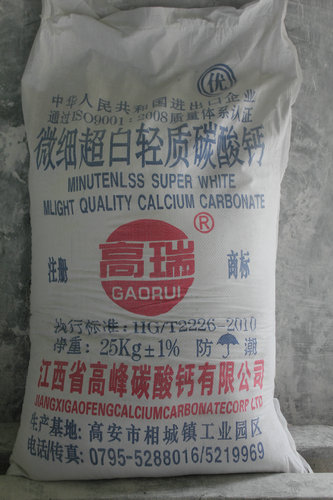 优
中华人民共和国进出口企业
通过ISO9001:2008质量体系认证
微细超白轻质碳酸钙
MINUTENLSS SUPER WHITE
MLIGHT QUALITY CALCIUM CARBONATE
®
注册 高瑞 商标
GAORUI
执行标准:HG/T2226-2010
净重:25Kg±1% 防潮
江西省高峰碳酸钙有限公司
JIANGXIGAOFENGCALCIUMCARBONATECORP LTD
生产基地:高安市相城镇工业园区
电话/传真:0795-5288016/5219969